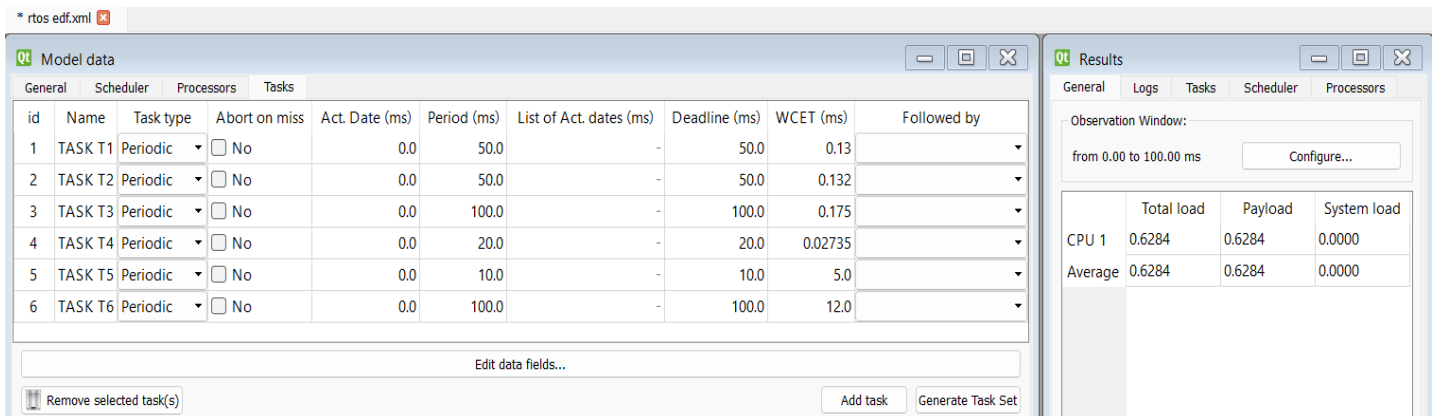 * rtos edf.xml
Qt Model data
General Scheduler Processors Tasks
id Name Task type Abort on miss Act. Date (ms) Period (ms) List of Act. dates (ms) Deadline (ms) WCET (ms) Followed by
1 TASK T1 Periodic No 0.0 50.0 - 50.0 0.13
2 TASK T2 Periodic No 0.0 50.0 - 50.0 0.132
3 TASK T3 Periodic No 0.0 100.0 - 100.0 0.175
4 TASK T4 Periodic No 0.0 20.0 - 20.0 0.02735
5 TASK T5 Periodic No 0.0 10.0 - 10.0 5.0
6 TASK T6 Periodic No 0.0 100.0 - 100.0 12.0
Edit data fields...
Remove selected task(s) Add task Generate Task Set
Qt Results
General Logs Tasks Scheduler Processors
Observation Window:
from 0.00 to 100.00 ms Configure...
Total load Payload System load
CPU 1 0.6284 0.6284 0.0000
Average 0.6284 0.6284 0.0000